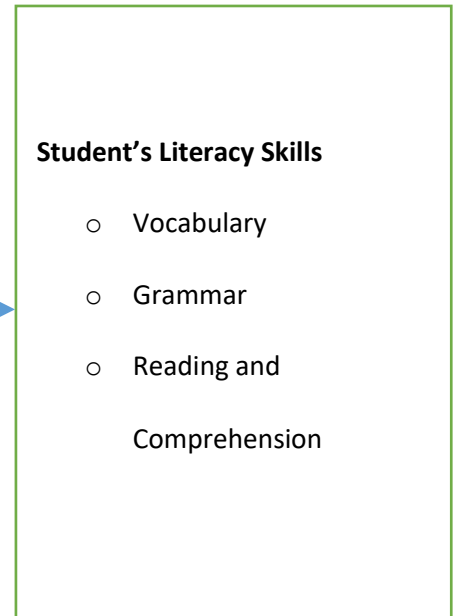 Student’s Literacy Skills
o Vocabulary
o Grammar
o Reading and
Comprehension